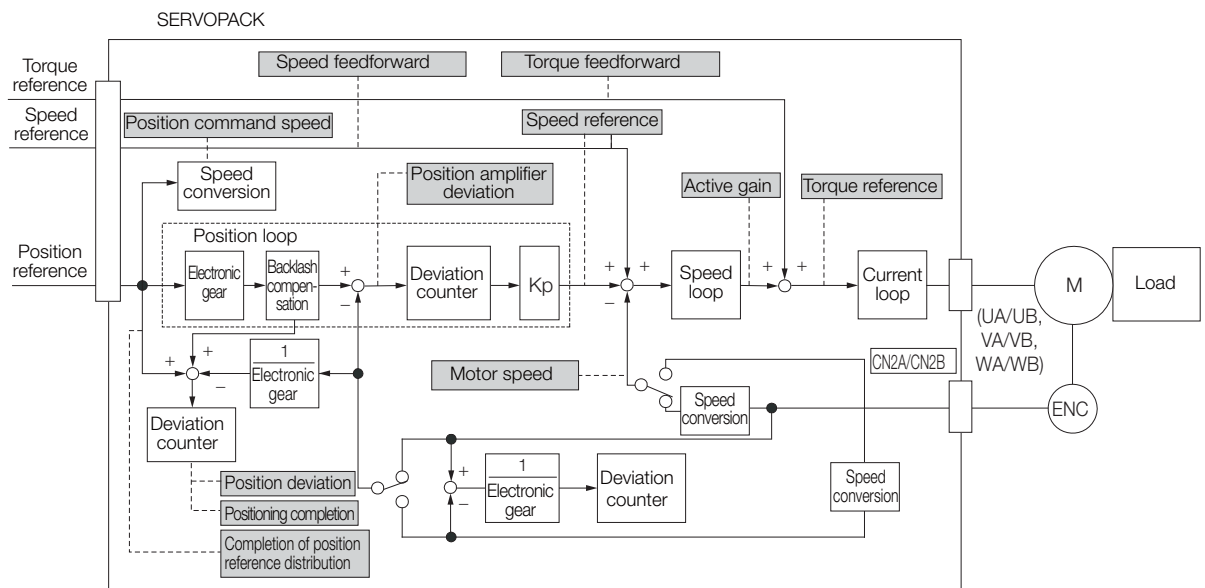 SERVOPACK
Torque
reference
Speed
reference
Position
reference
Speed feedforward
Torque feedforward
Position command speed
Speed reference
Speed
conversion
Position amplifier
deviation
Active gain
Torque reference
Position loop
Electronic
gear
Backlash
compen-
sation
+
−
Deviation
counter
Kp
+
+
−
Speed
loop
+
+
Current
loop
M
Load
(UA/UB,
VA/VB,
WA/WB)
CN2A/CN2B
ENC
+
+
−
1
Electronic
gear
Deviation
counter
Motor speed
Speed
conversion
Position deviation
Positioning completion
Completion of position
reference distribution
+
−
1
Electronic
gear
Deviation
counter
Speed
conversion